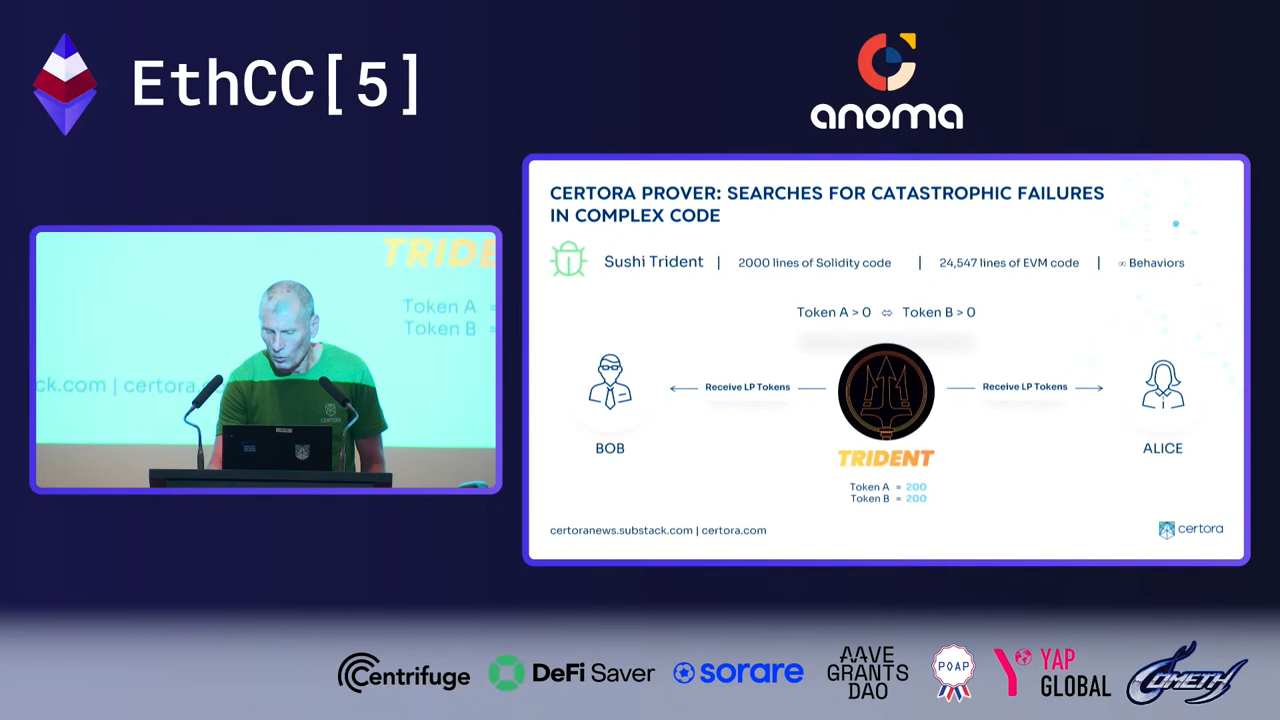 EthCC[5]
anoma
CERTORA PROVER: SEARCHES FOR CATASTROPHIC FAILURES
IN COMPLEX CODE
Sushi Trident | 2000 lines of Solidity code | 24,547 lines of EVM code | ∞ Behaviors
Token A > 0 ⇔ Token B > 0
Receive LP Tokens
Receive LP Tokens
BOB
ALICE
TRIDENT
Token A = 200
Token B = 200
certoranews.substack.com | certora.com
certora
TRIDE
Token A =
Token B =
ck.com | certora.
CERTORA
Centrifuge
DeFi Saver
sorare
AAVE
GRANTS
DAO
POAP
YAP
GLOBAL
COMETH